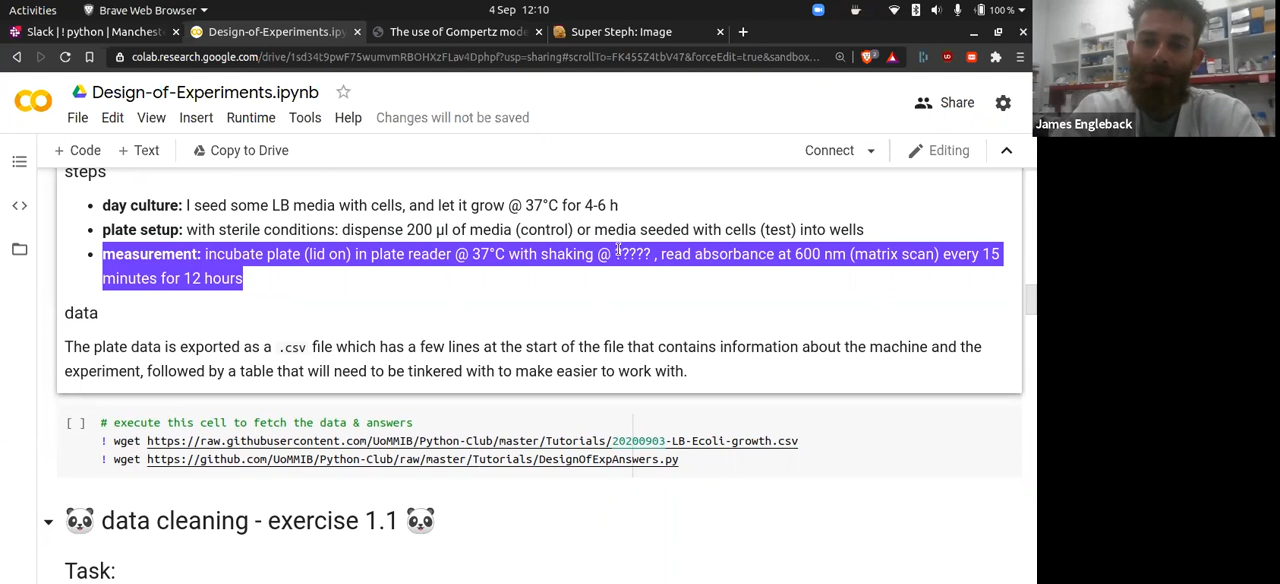 Activities
Brave Web Browser
4 Sep 12:10
100 %
Slack | ! python | Manchest
Design-of-Experiments.ipy
The use of Gompertz mode
Super Steph: Image
colab.research.google.com/drive/1sd34t9pwF75wumvmRBOHXzFLav4Dphpf?usp=sharing#scrollTo=FK455Z4tbV47&forceEdit=true&sandbox...
Design-of-Experiments.ipynb
File Edit View Insert Runtime Tools Help Changes will not be saved
Share
James Engleback
+ Code + Text Copy to Drive
Connect
Editing
steps
• day culture: I seed some LB media with cells, and let it grow @ 37°C for 4-6 h
• plate setup: with sterile conditions: dispense 200 µl of media (control) or media seeded with cells (test) into wells
• measurement: incubate plate (lid on) in plate reader @ 37°C with shaking @ ????? , read absorbance at 600 nm (matrix scan) every 15
minutes for 12 hours
data
The plate data is exported as a .csv file which has a few lines at the start of the file that contains information about the machine and the
experiment, followed by a table that will need to be tinkered with to make easier to work with.
[ ] # execute this cell to fetch the data & answers
! wget https://raw.githubusercontent.com/UoMMIB/Python-Club/master/Tutorials/20200903-LB-Ecoli-growth.csv
! wget https://github.com/UoMMIB/Python-Club/raw/master/Tutorials/DesignOfExpAnswers.py
🐼 data cleaning - exercise 1.1 🐼
Task: